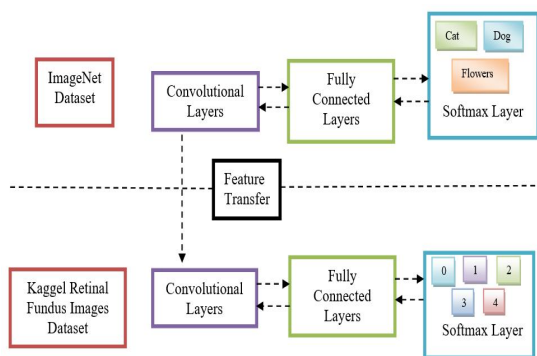 ImageNet
Dataset
Convolutional
Layers
Fully
Connected
Layers
Cat
Dog
Flowers
Softmax Layer
Feature
Transfer
Kaggel Retinal
Fundus Images
Dataset
Convolutional
Layers
Fully
Connected
Layers
0
1
2
3
4
Softmax Layer